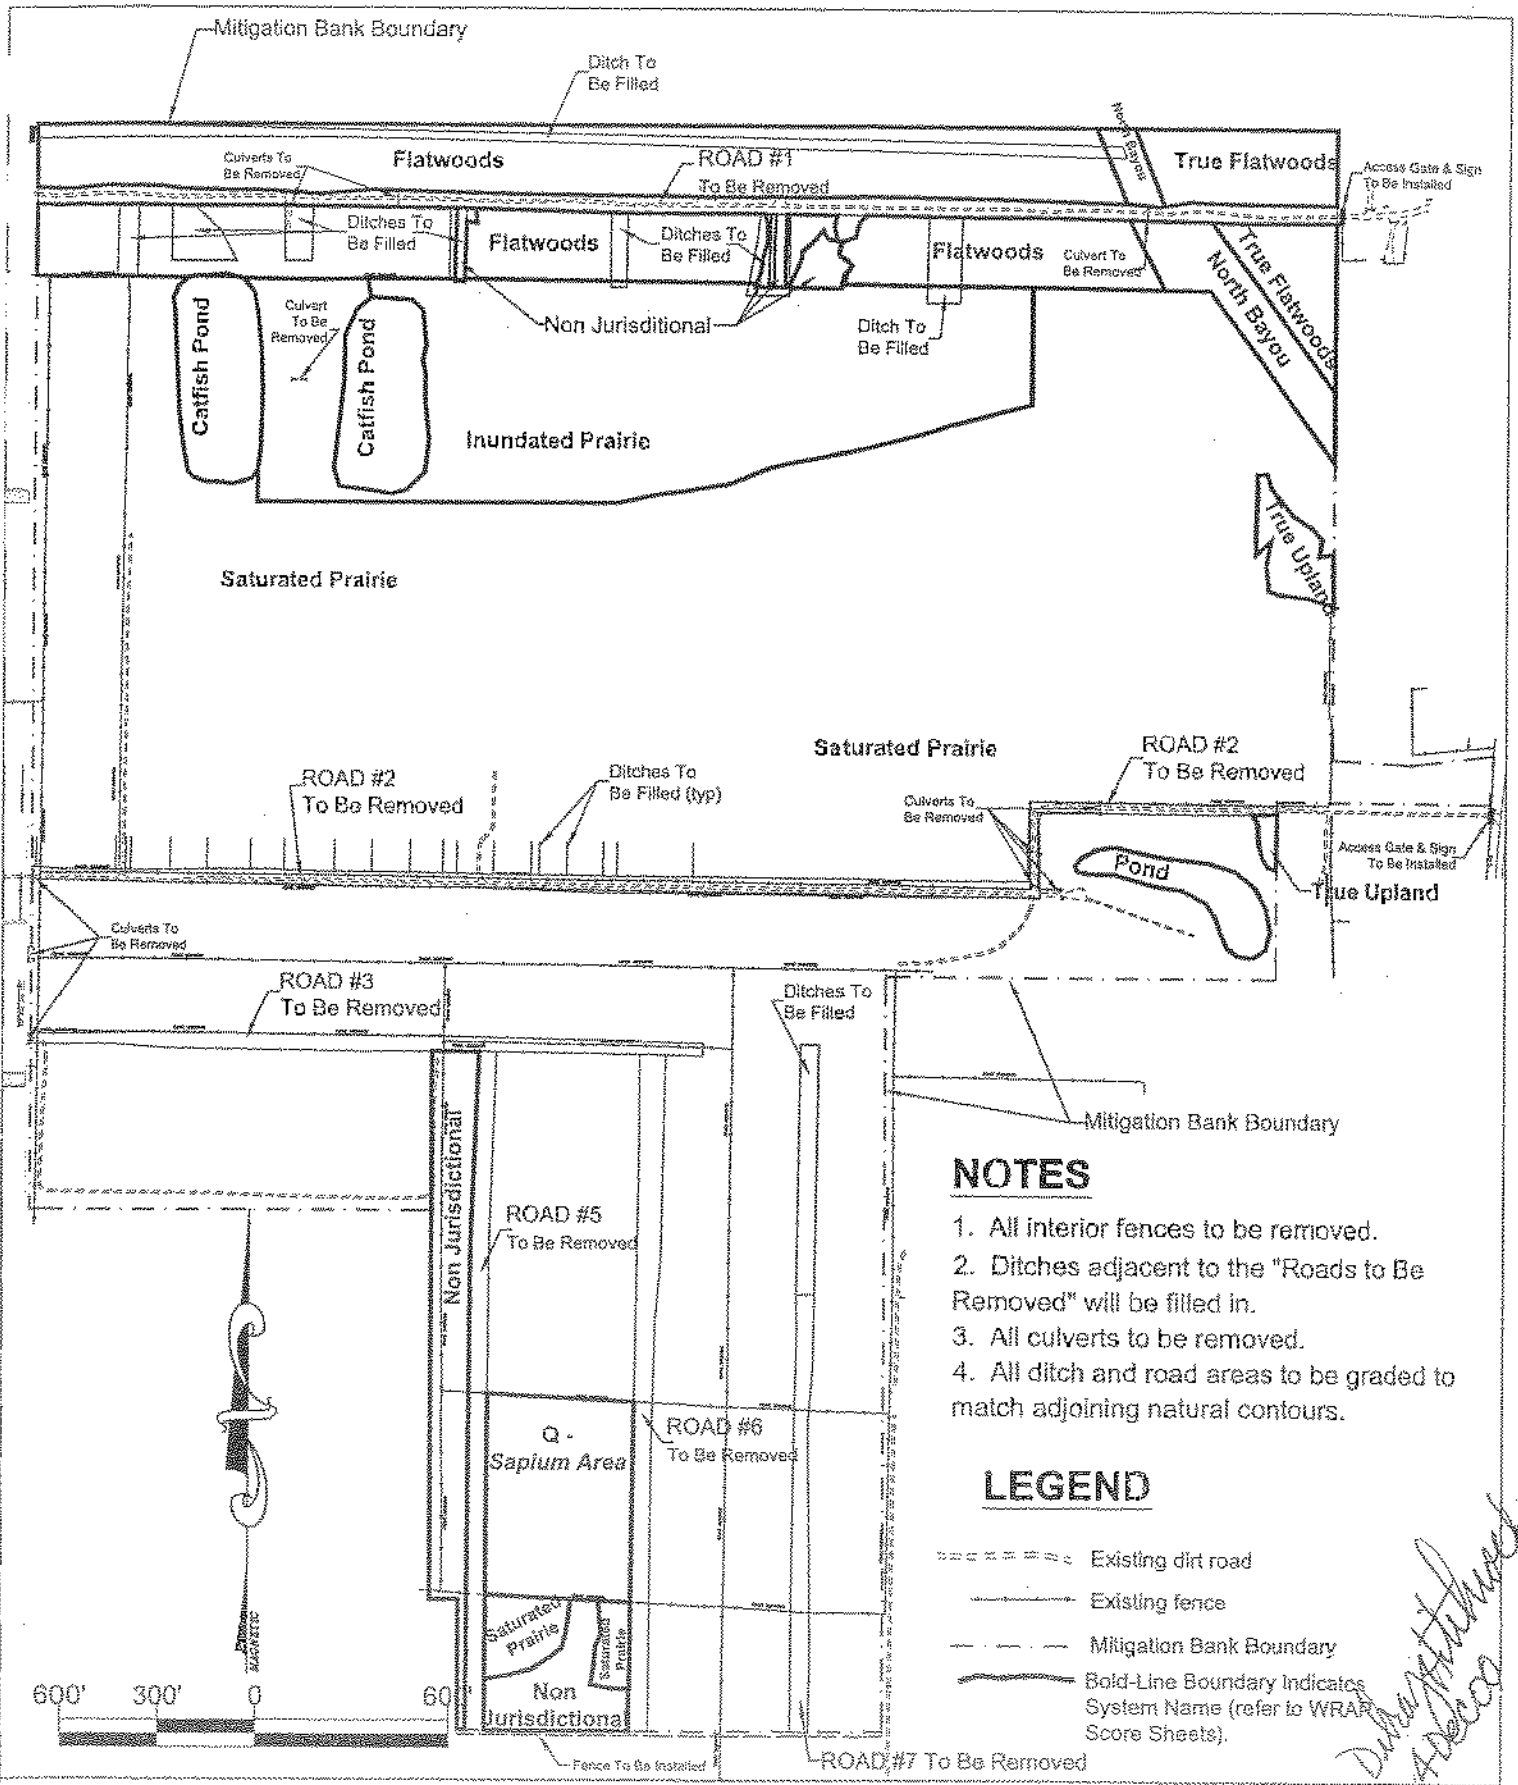 Mitigation Bank Boundary
Ditch To
Be Filled
Culverts To
Be Removed
Flatwoods
ROAD #1
To Be Removed
North Bayou
True Flatwoods
Access Gate & Sign
To Be Installed
Ditches To
Be Filled
Flatwoods
Ditches To
Be Filled
Flatwoods
Culvert To
Be Removed
True Flatwoods
North Bayou
Catfish Pond
Culvert
To Be
Removed
Catfish Pond
Non Jurisditional
Ditch To
Be Filled
Inundated Prairie
True Upland
Saturated Prairie
Saturated Prairie
ROAD #2
To Be Removed
ROAD #2
To Be Removed
Ditches To
Be Filled (typ)
Culverts To
Be Removed
Access Gate & Sign
To Be Installed
Pond
True Upland
Culverts To
Be Removed
ROAD #3
To Be Removed
Ditches To
Be Filled
Mitigation Bank Boundary
Non Jurisdictional
ROAD #5
To Be Removed
NOTES
1. All interior fences to be removed.
2. Ditches adjacent to the "Roads to Be
Removed" will be filled in.
3. All culverts to be removed.
4. All ditch and road areas to be graded to
match adjoining natural contours.
Q -
Sapium Area
ROAD #6
To Be Removed
LEGEND
Existing dirt road
Existing fence
Mitigation Bank Boundary
Bold-Line Boundary Indicates
System Name (refer to WRAP
Score Sheets).
Saturated
Prairie
Saturated
Prairie
Non
Jurisdictional
MAGNETIC
600' 300' 0 600'
Fence To Be Installed
ROAD #7 To Be Removed